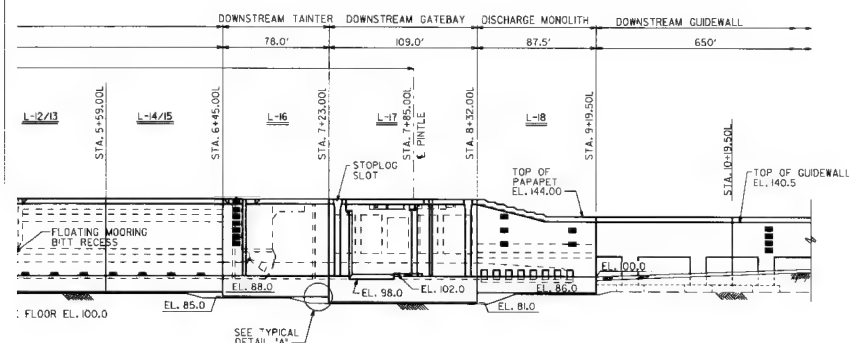 DOWNSTREAM TAINTER
DOWNSTREAM GATEBAY
DISCHARGE MONOLITH
DOWNSTREAM GUIDEWALL
78.0'
109.0'
87.5'
650'
L-12/13
STA. 5+59.00L
L-14/15
STA. 6+45.00L
L-16
STA. 7+23.00L
L-17
STA. 7+85.00L
℄ PINTLE
STA. 8+32.00L
L-18
STA. 9+19.50L
STA. 10+19.50L
STOPLOG
SLOT
TOP OF
PAPAPET
EL. 144.00
TOP OF GUIDEWALL
EL. 140.5
FLOATING MOORING
BITT RECESS
EL. 100.0
EL. 88.0
EL. 98.0
EL. 102.0
EL. 86.0
EL. 85.0
EL. 81.0
FLOOR EL. 100.0
SEE TYPICAL
DETAIL "A"